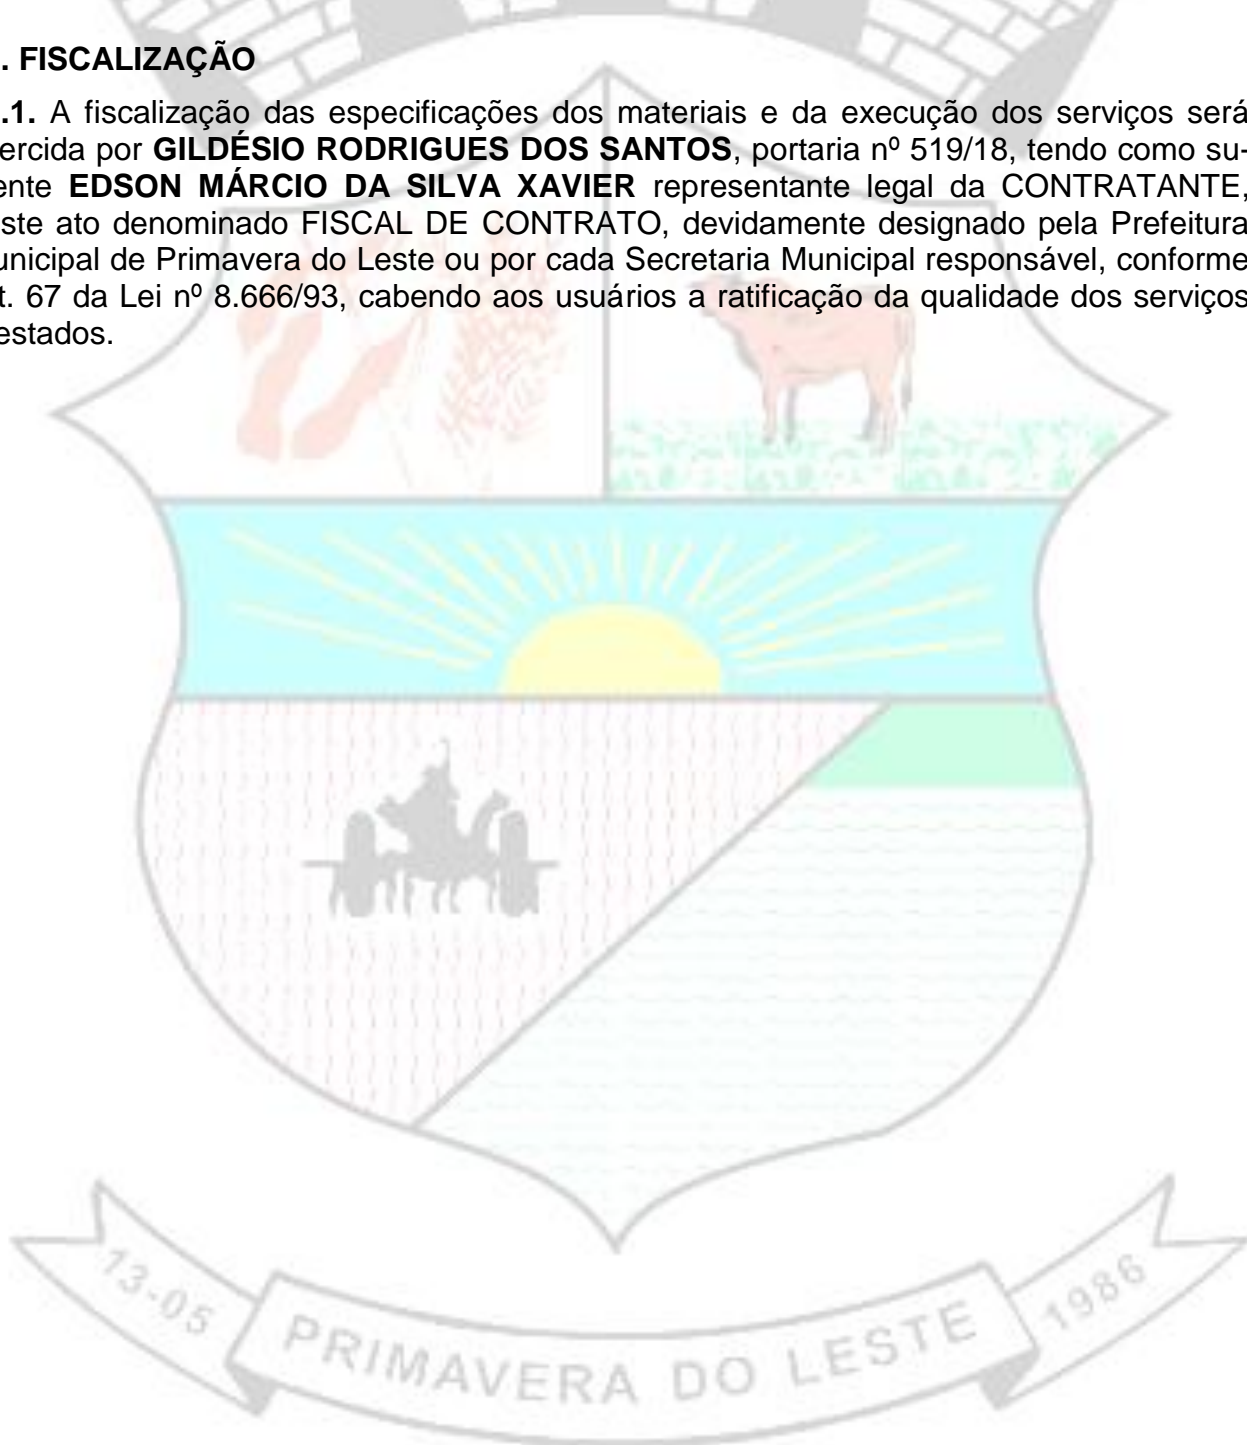 . FISCALIZAÇÃO
.1. A fiscalização das especificações dos materiais e da execução dos serviços será
ercida por GILDÉSIO RODRIGUES DOS SANTOS, portaria nº 519/18, tendo como su-
ente EDSON MÁRCIO DA SILVA XAVIER representante legal da CONTRATANTE,
ste ato denominado FISCAL DE CONTRATO, devidamente designado pela Prefeitura
unicipal de Primavera do Leste ou por cada Secretaria Municipal responsável, conforme
t. 67 da Lei nº 8.666/93, cabendo aos usuários a ratificação da qualidade dos serviços
estados.
13-05 PRIMAVERA DO LESTE 1986